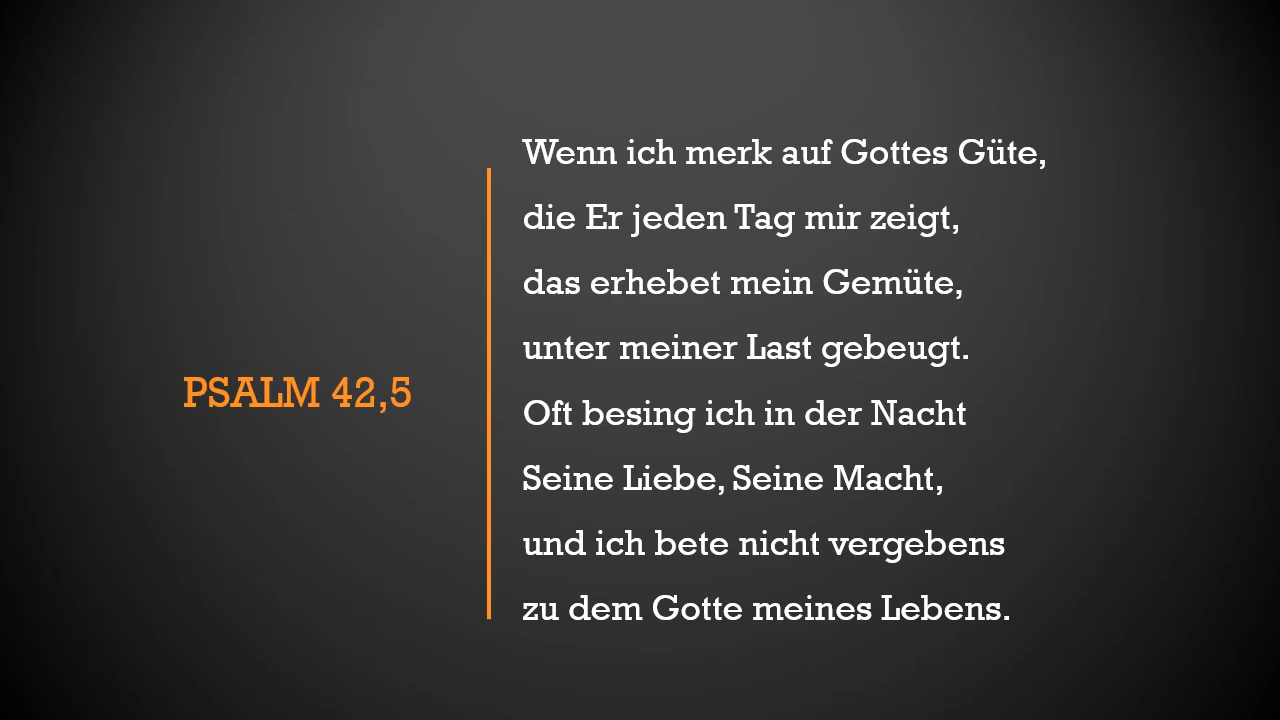 PSALM 42,5
Wenn ich merk auf Gottes Güte,
die Er jeden Tag mir zeigt,
das erhebet mein Gemüte,
unter meiner Last gebeugt.
Oft besing ich in der Nacht
Seine Liebe, Seine Macht,
und ich bete nicht vergebens
zu dem Gotte meines Lebens.